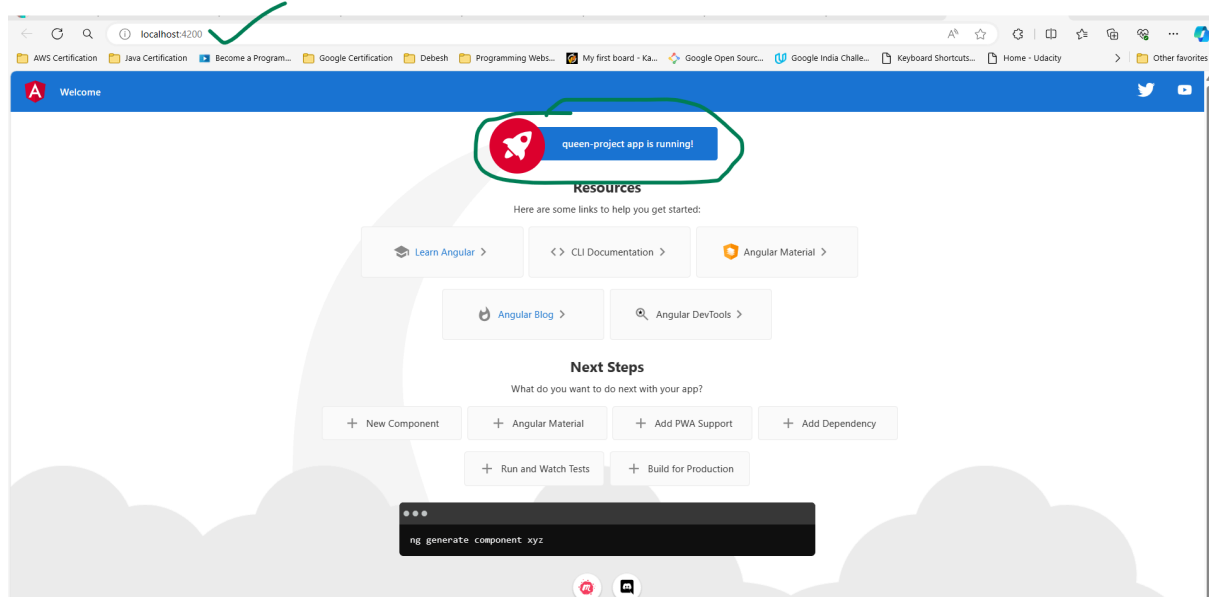 localhost:4200
AWS Certification Java Certification Become a Program... Google Certification Debesh Programming Webs... My first board - Ka... Google Open Sourc... Google India Challe... Keyboard Shortcuts... Home - Udacity Other favorites
Welcome
queen-project app is running!
Resources
Here are some links to help you get started:
Learn Angular CLI Documentation Angular Material
Angular Blog Angular DevTools
Next Steps
What do you want to do next with your app?
New Component Angular Material Add PWA Support Add Dependency
Run and Watch Tests Build for Production
ng generate component xyz